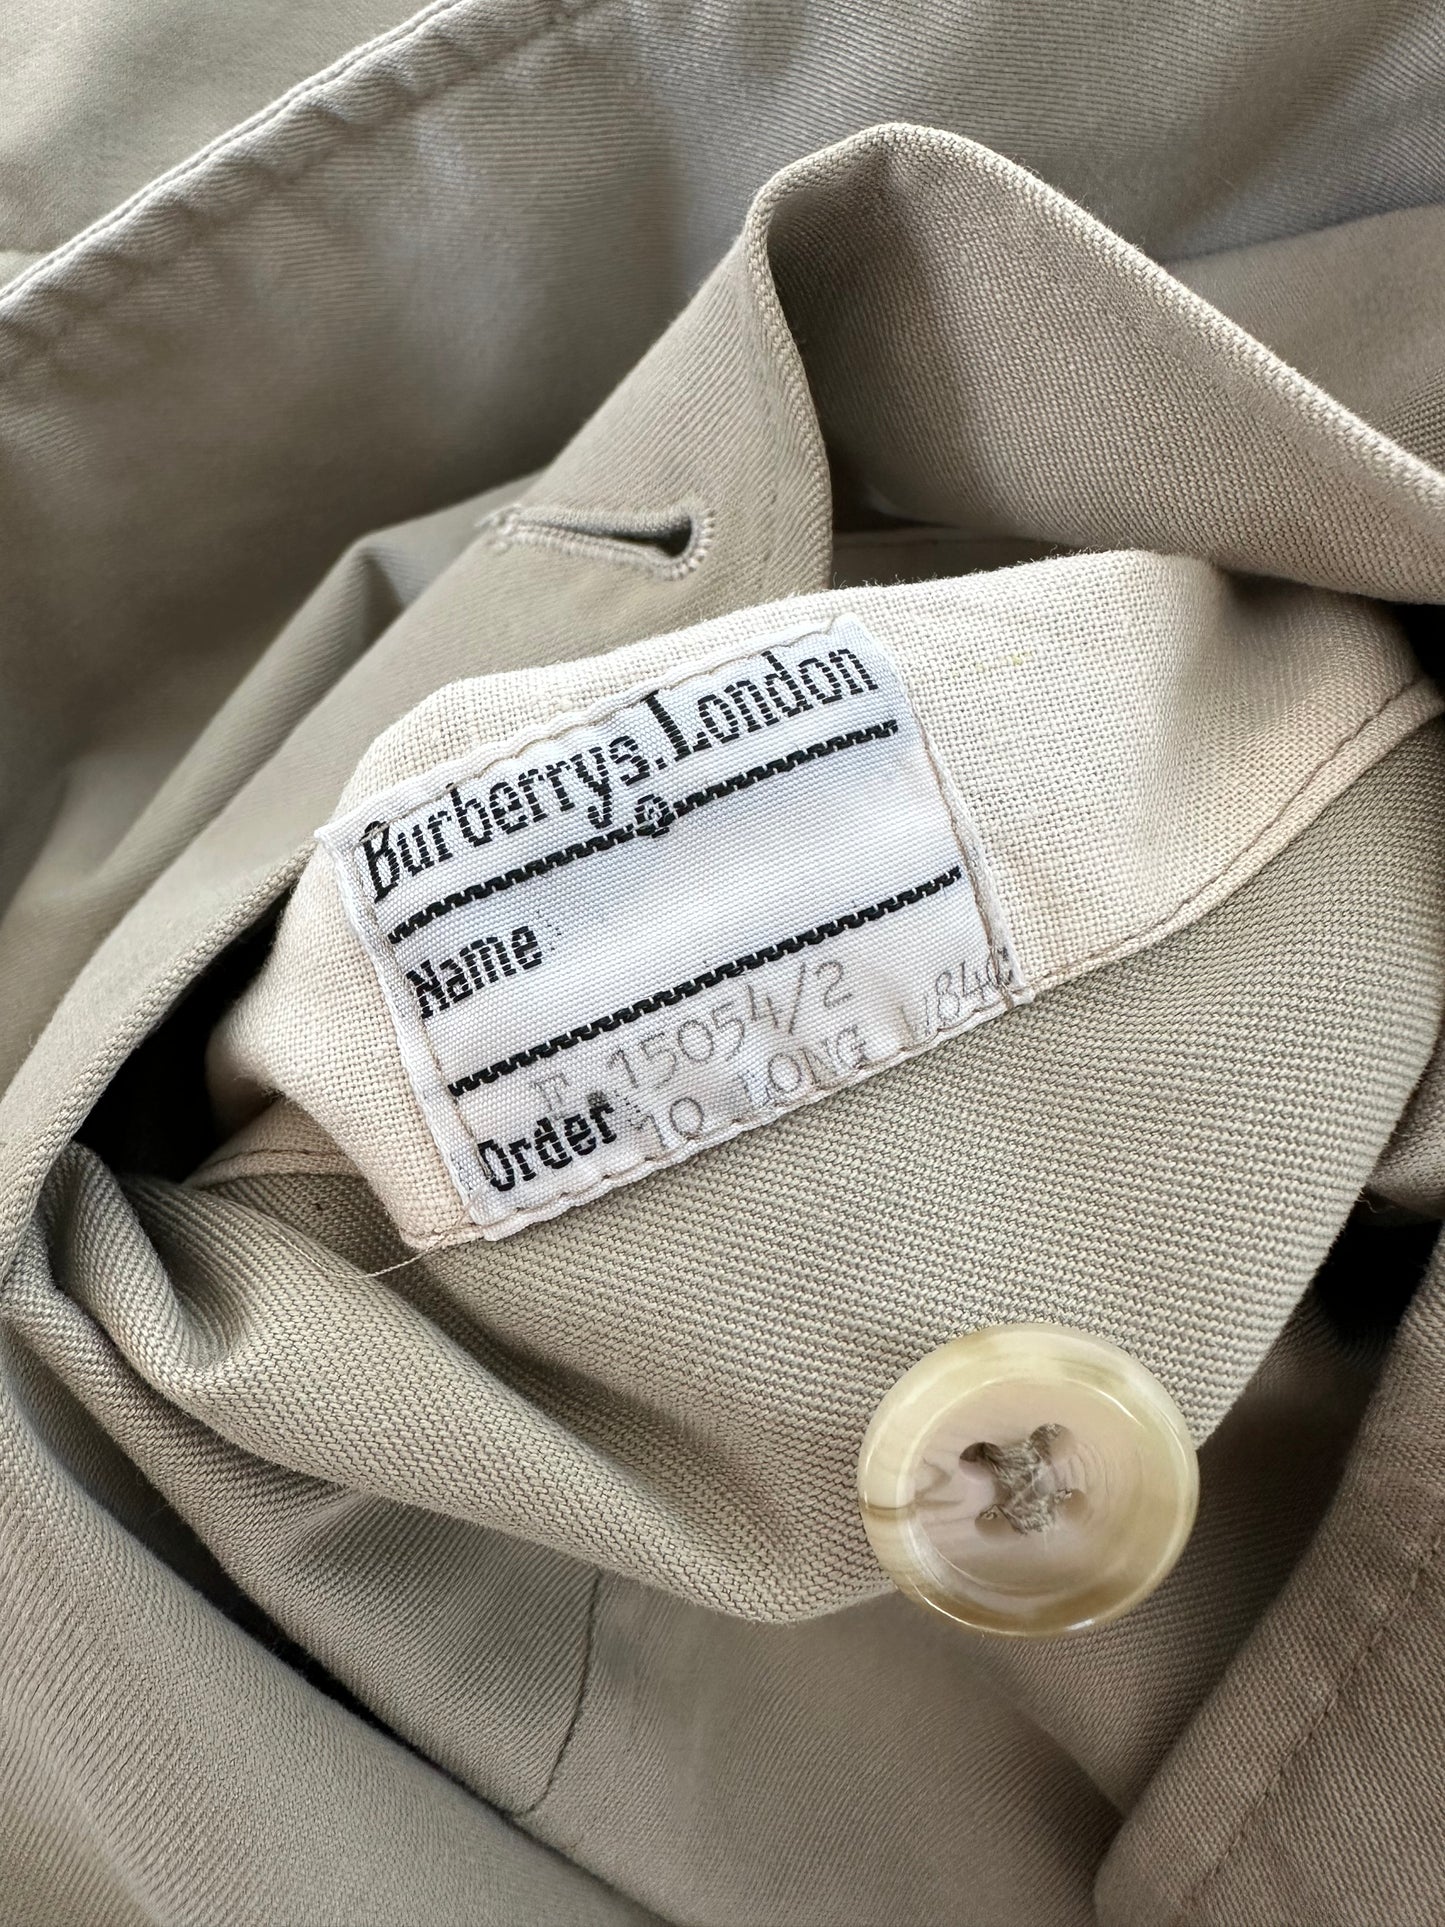 Burberrys. London
Name
T 15054/2
Order 10 LONG